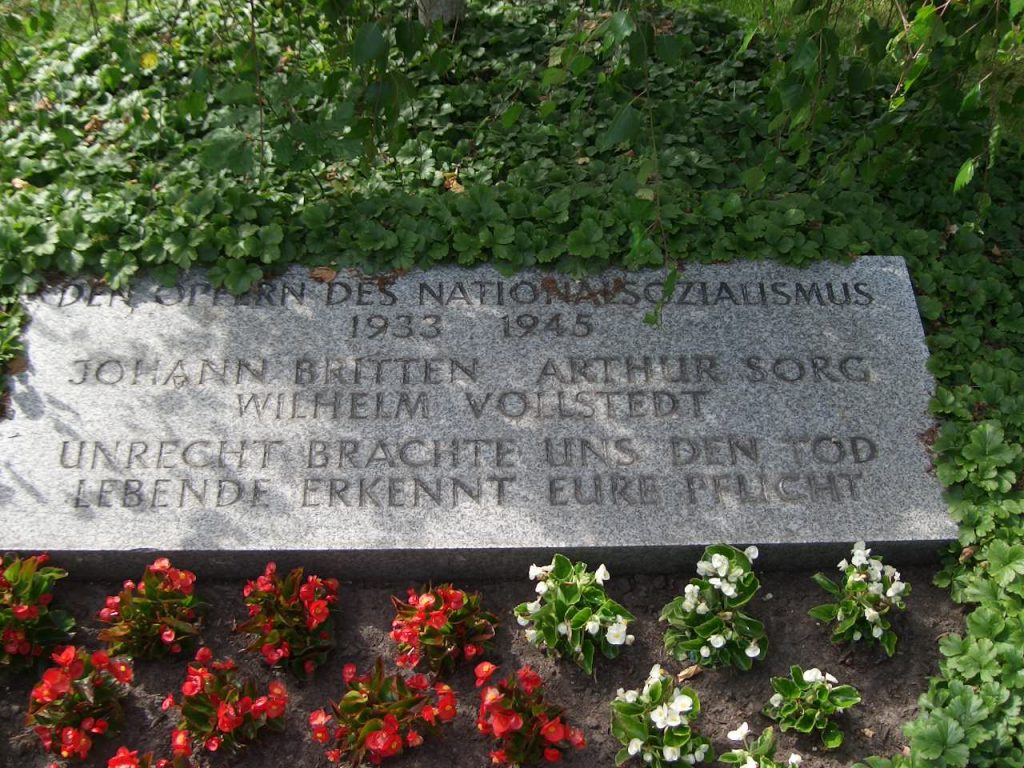 DEN OPFERN DES NATIONALSOZIALISMUS
1933 1945
JOHANN BRITTEN ARTHUR SORG
WILHELM VOLLSTEDT
UNRECHT BRACHTE UNS DEN TOD
LEBENDE ERKENNT EURE PFLICHT